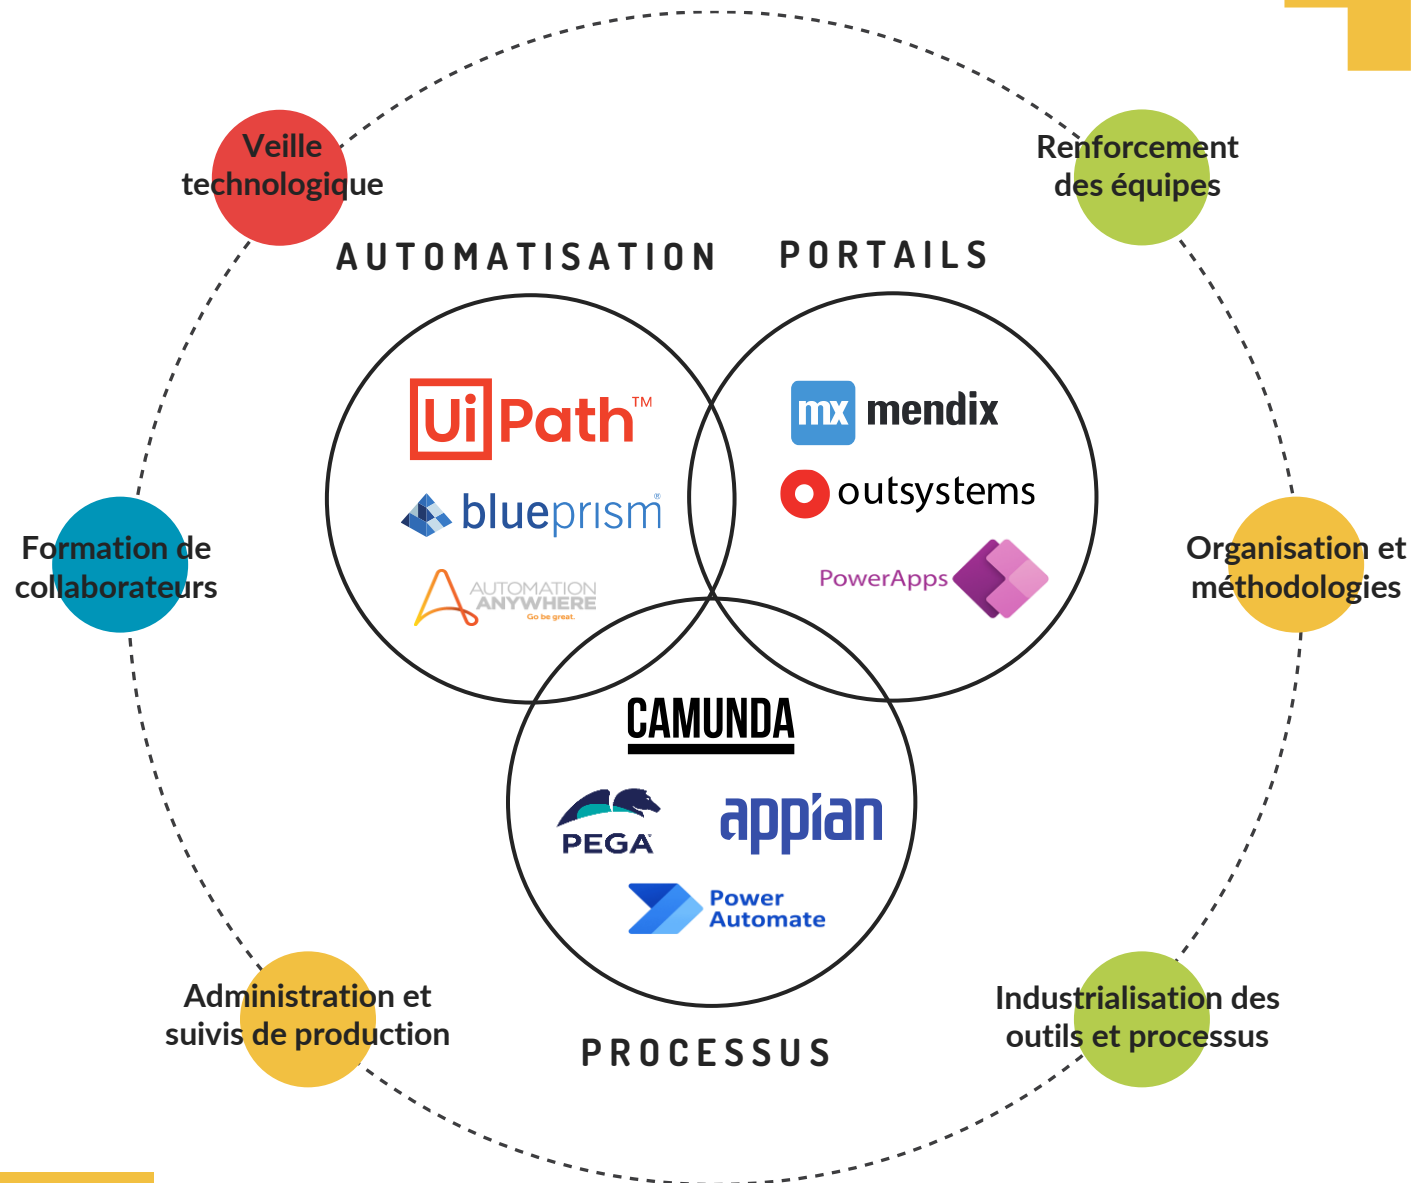 Veille
technologique
Renforcement
des équipes
AUTOMATISATION
PORTAILS
UiPath™
mx mendix
blueprism®
outsystems
AUTOMATION
ANYWHERE
Go be great.
PowerApps
Formation de
collaborateurs
Organisation et
méthodologies
CAMUNDA
PEGA
appian
Power
Automate
Administration et
suivis de production
Industrialisation des
outils et processus
PROCESSUS